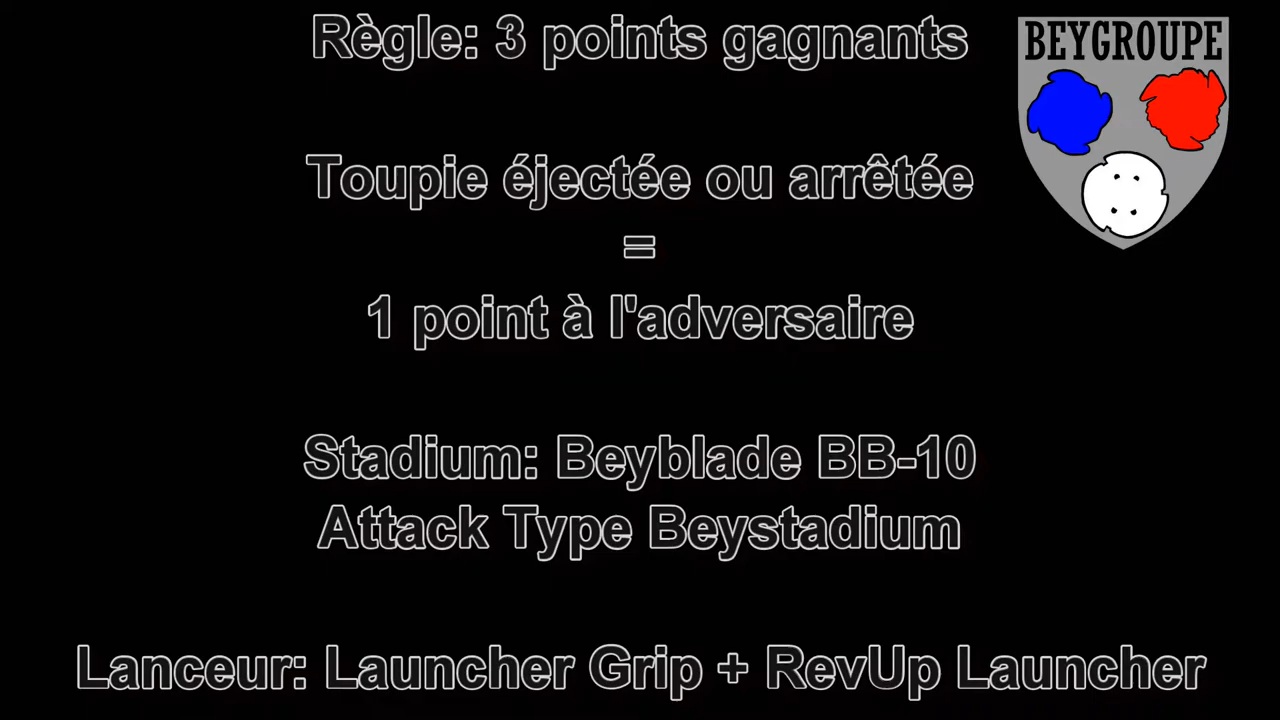 Règle: 3 points gagnants
BEYGROUPE
Toupie éjectée ou arrêtée
=
1 point à l'adversaire
Stadium: Beyblade BB-10
Attack Type Beystadium
Lanceur: Launcher Grip + RevUp Launcher